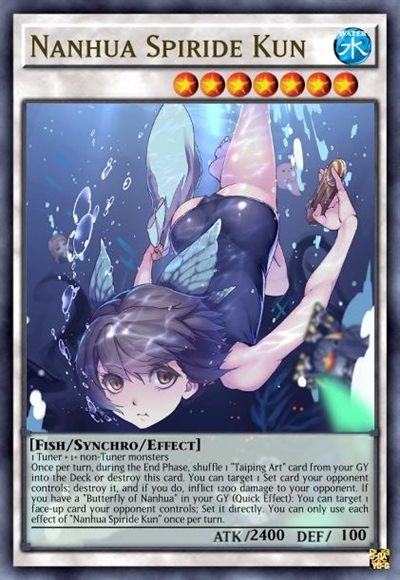 Nanhua Spiride Kun
WATER
水
[Fish/Synchro/Effect]
1 Tuner + 1+ non-Tuner monsters
Once per turn, during the End Phase, shuffle 1 "Taiping Art" card from your GY
into the Deck or destroy this card. You can target 1 Set card your opponent
controls; destroy it, and if you do, inflict 1200 damage to your opponent. If
you have a "Butterfly of Nanhua" in your GY (Quick Effect): You can target 1
face-up card your opponent controls; Set it directly. You can only use each
effect of "Nanhua Spiride Kun" once per turn.
ATK/2400 DEF/ 100